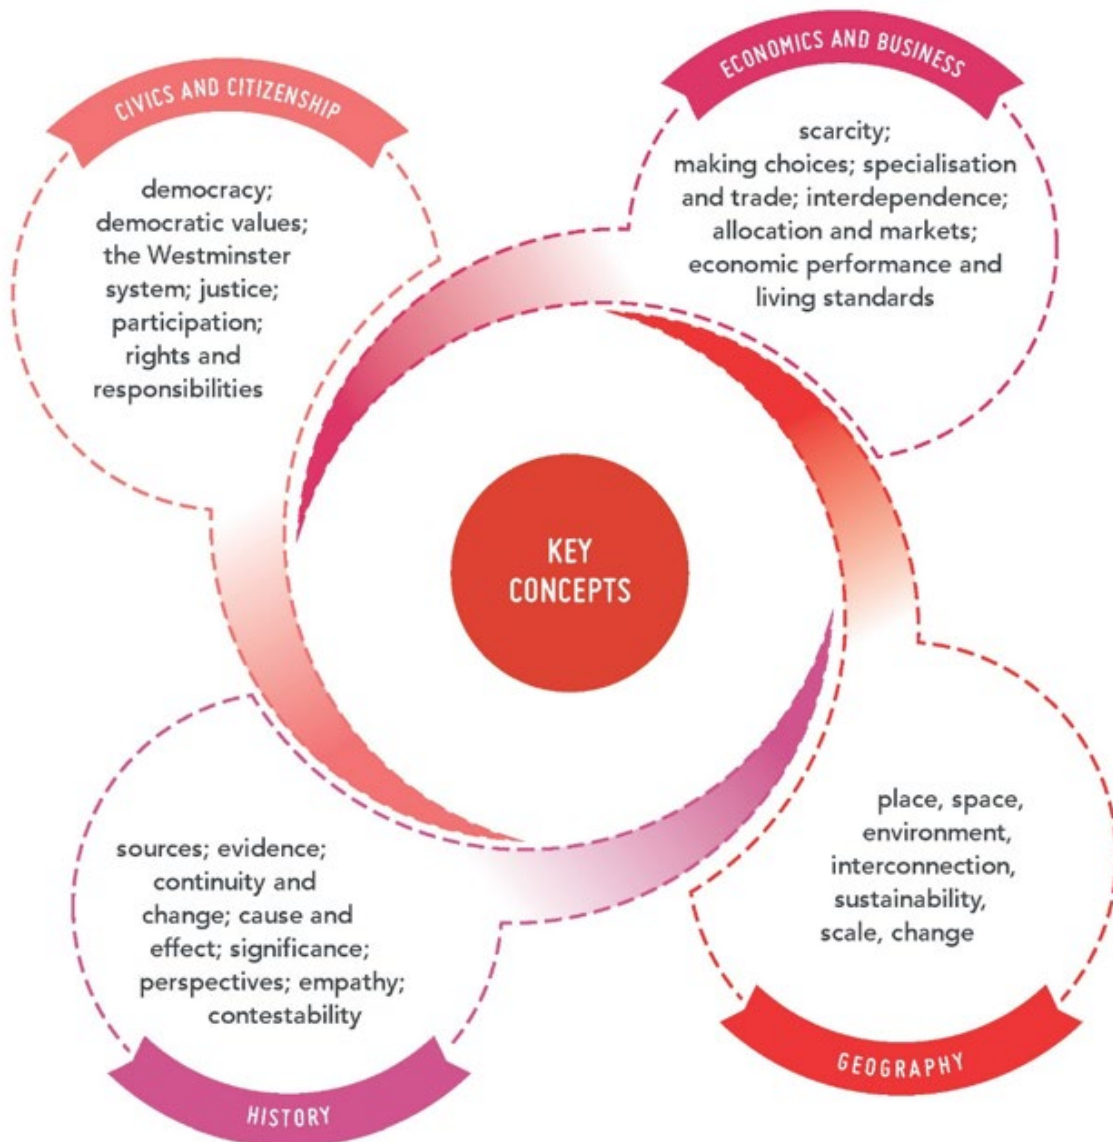 CIVICS AND CITIZENSHIP
democracy;
democratic values;
the Westminster
system; justice;
participation;
rights and
responsibilities
ECONOMICS AND BUSINESS
scarcity;
making choices; specialisation
and trade; interdependence;
allocation and markets;
economic performance and
living standards
KEY
CONCEPTS
sources; evidence;
continuity and
change; cause and
effect; significance;
perspectives; empathy;
contestability
HISTORY
place, space,
environment,
interconnection,
sustainability,
scale, change
GEOGRAPHY